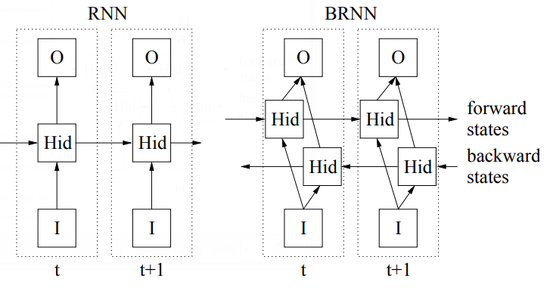 RNN
O O
Hid Hid
I I
t t+1
BRNN
O O
Hid Hid
forward
states
Hid Hid
backward
states
I I
t t+1